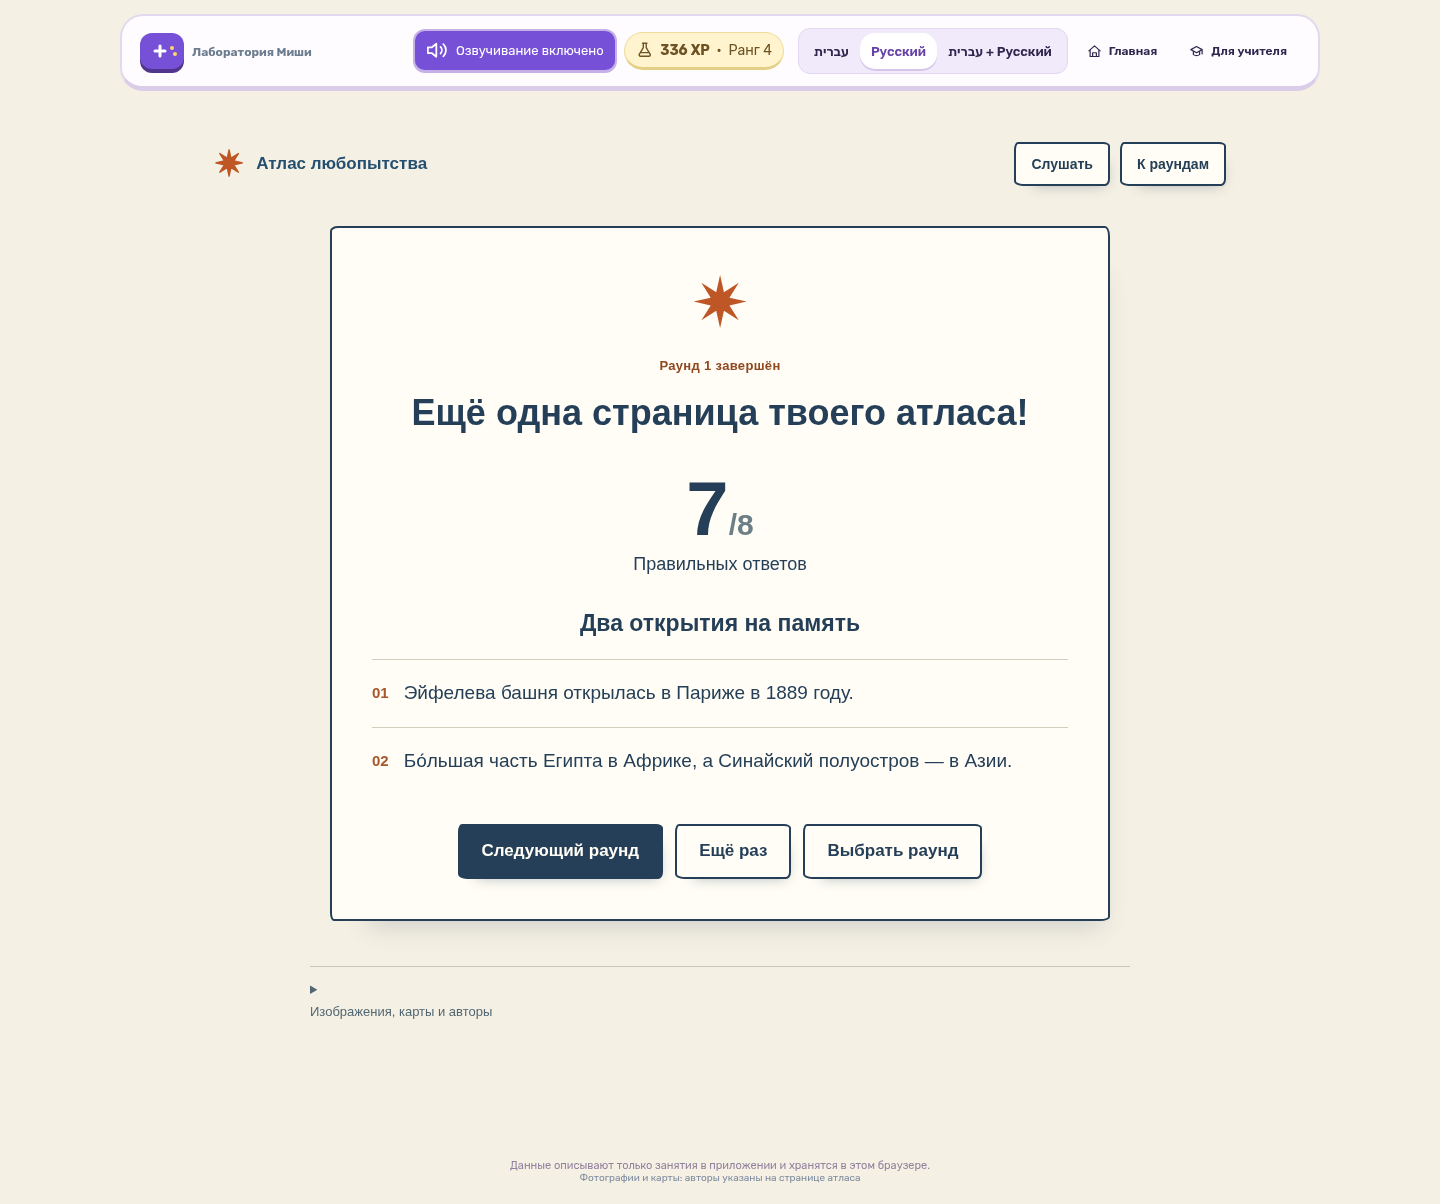 Лаборатория Миши
Озвучивание включено
336 XP • Ранг 4
עברית
Русский
עברית + Русский
Главная
Для учителя
Атлас любопытства
Слушать
К раундам
Раунд 1 завершён
Ещё одна страница твоего атласа!
7/8
Правильных ответов
Два открытия на память
01 Эйфелева башня открылась в Париже в 1889 году.
02 Бо́льшая часть Египта в Африке, а Синайский полуостров — в Азии.
Следующий раунд
Ещё раз
Выбрать раунд
Изображения, карты и авторы
Данные описывают только занятия в приложении и хранятся в этом браузере.
Фотографии и карты: авторы указаны на странице атласа